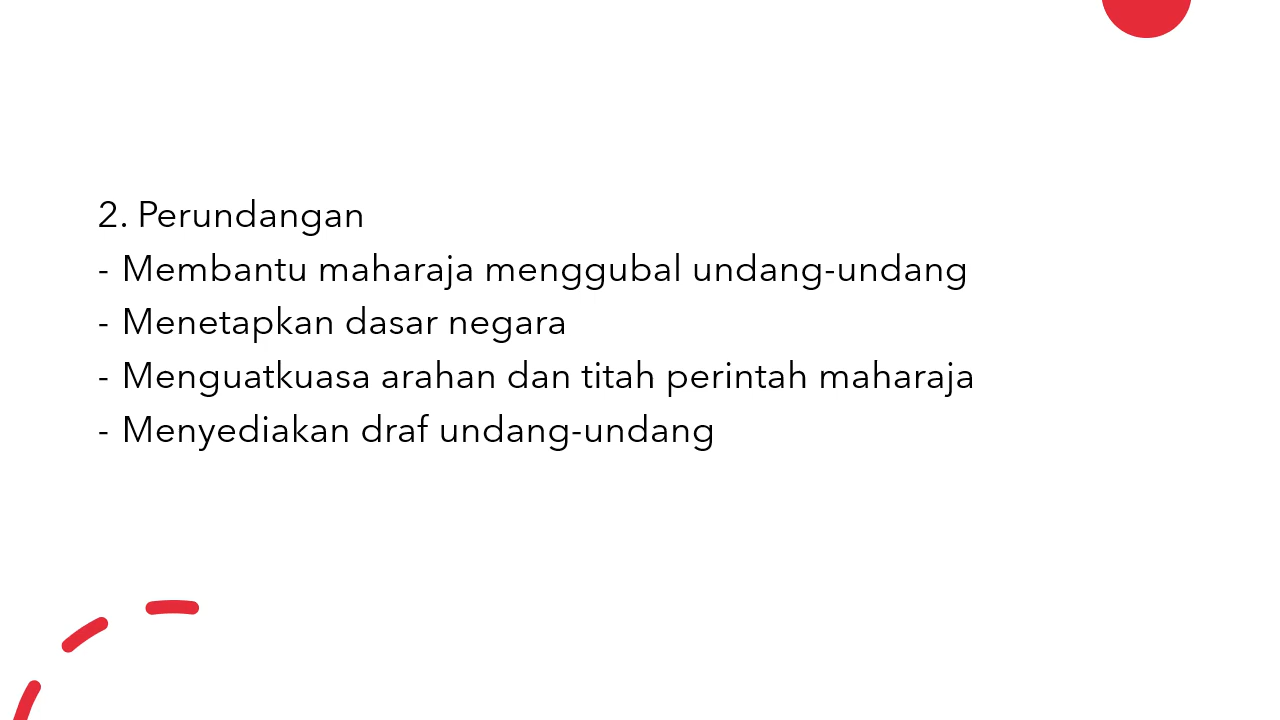 2. Perundangan
- Membantu maharaja menggubal undang-undang
- Menetapkan dasar negara
- Menguatkuasa arahan dan titah perintah maharaja
- Menyediakan draf undang-undang